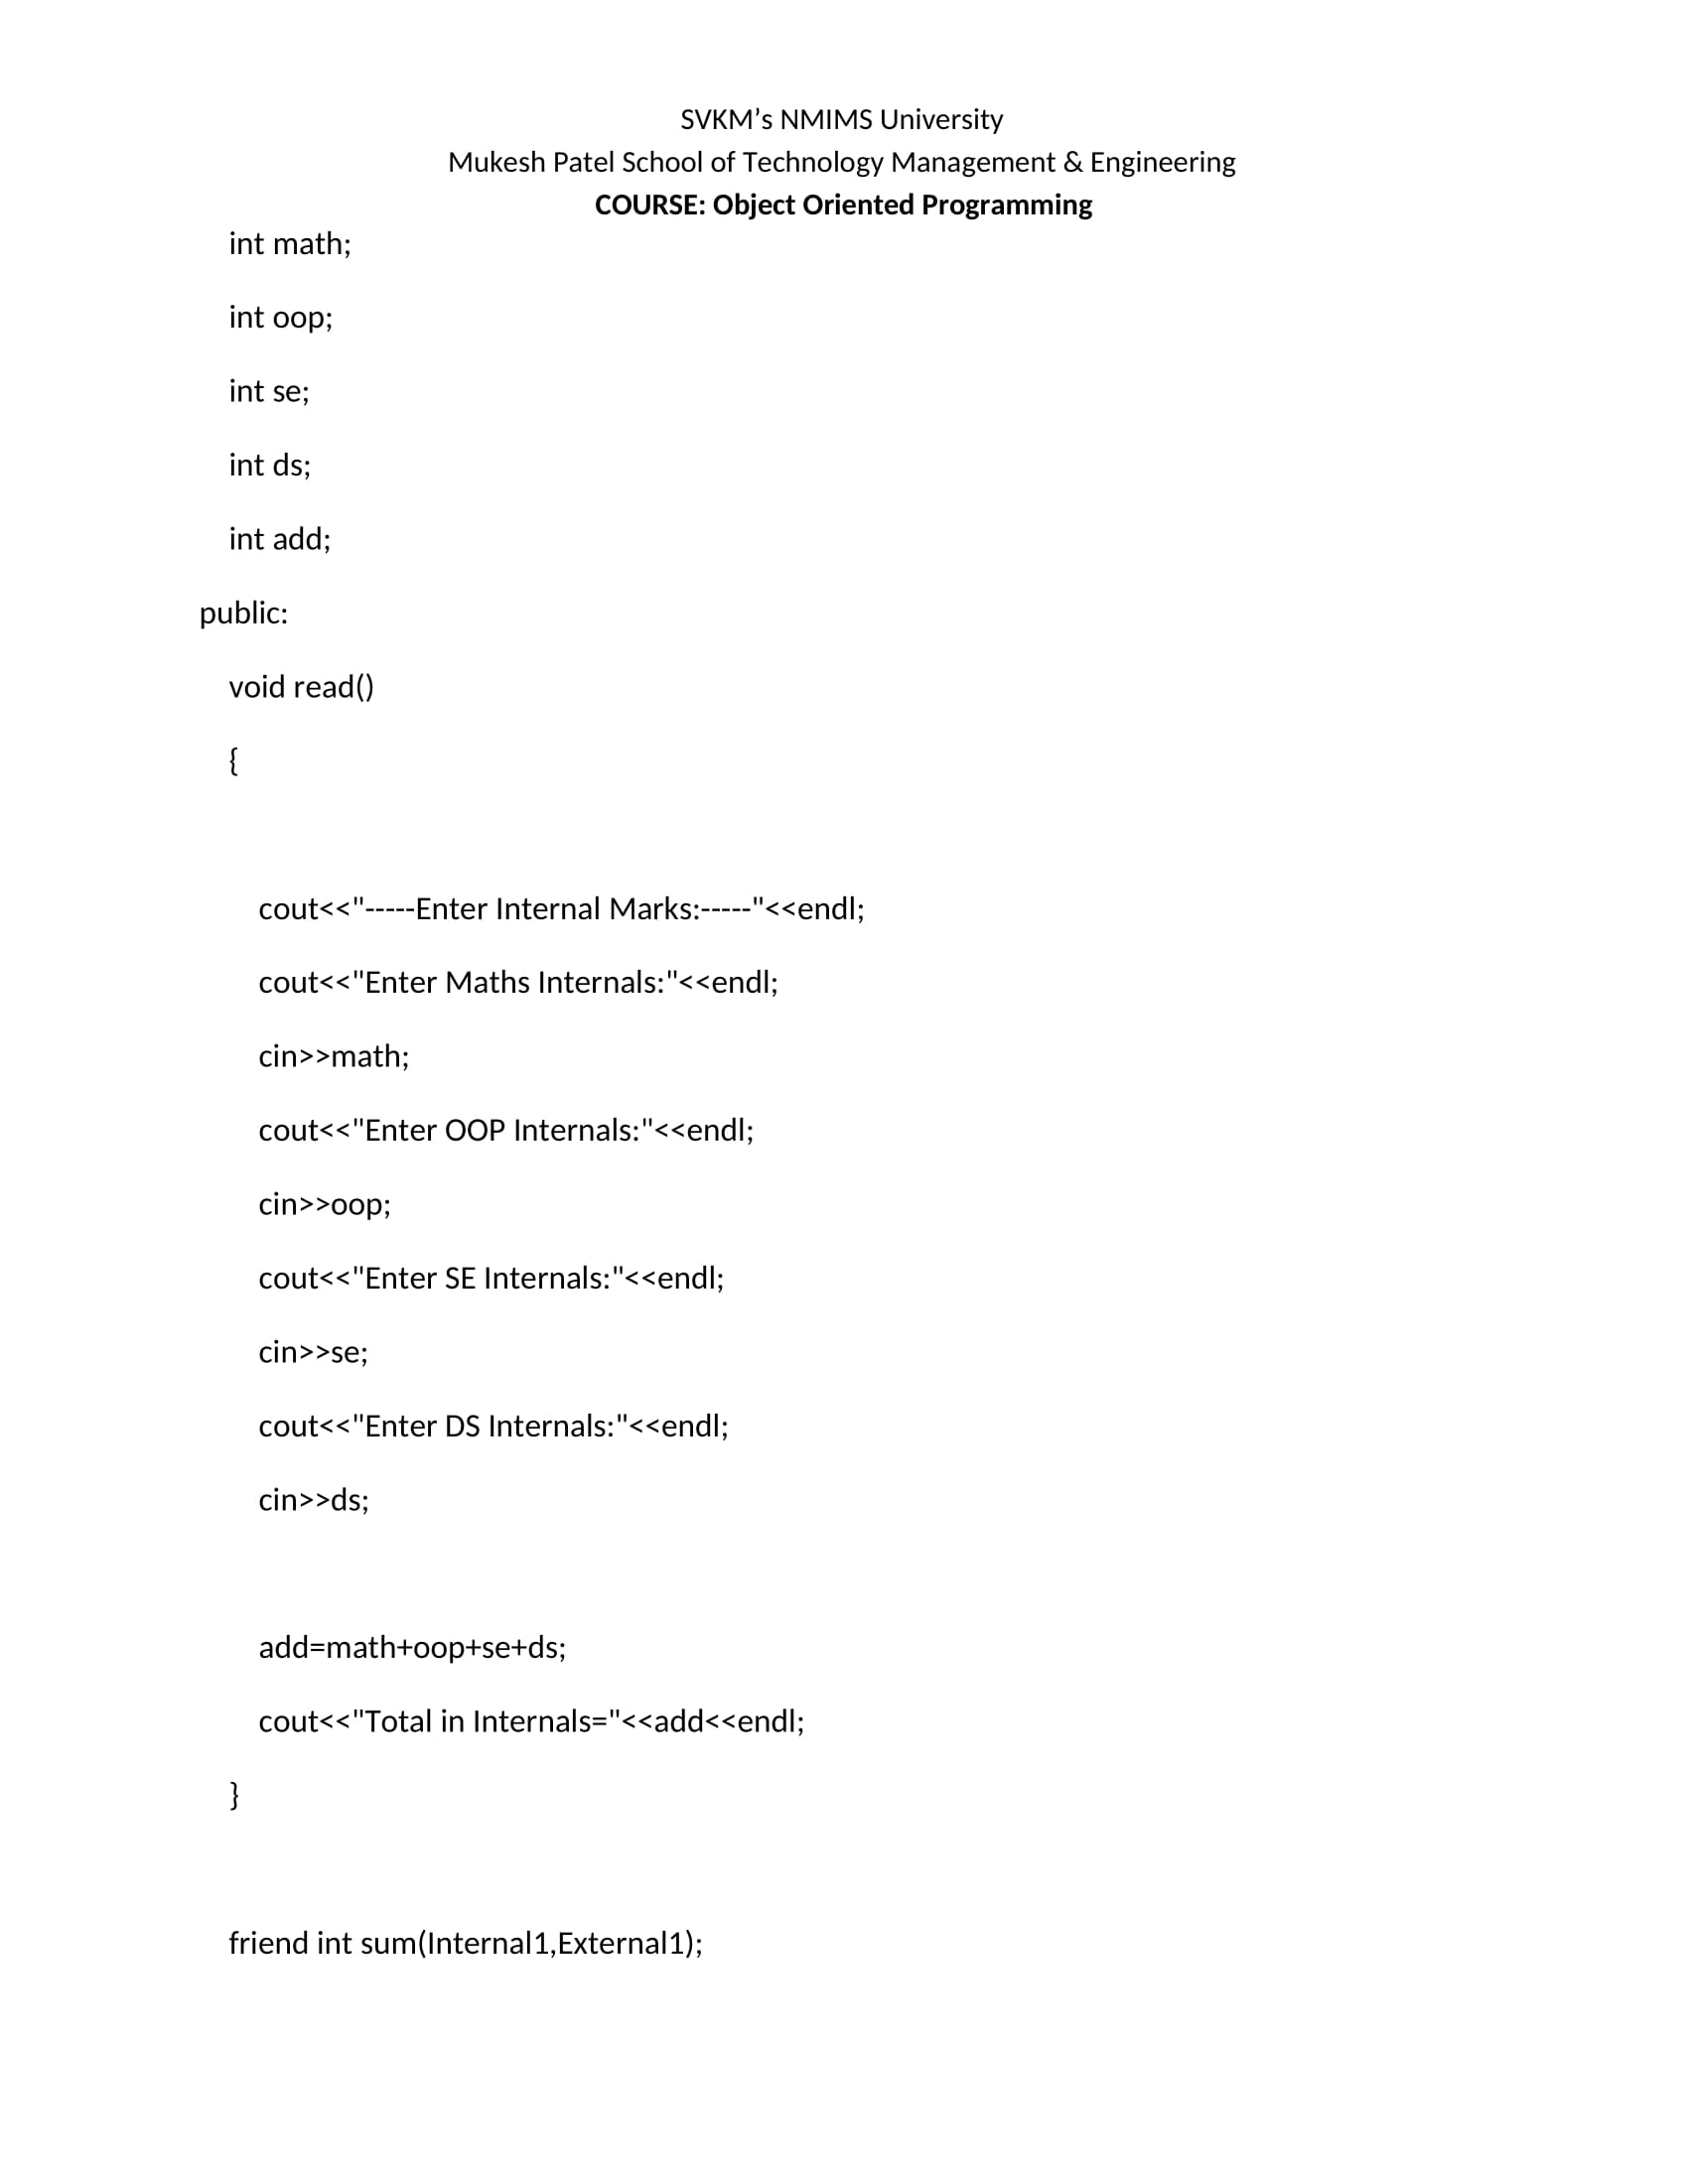 SVKM’s NMIMS University
Mukesh Patel School of Technology Management & Engineering
COURSE: Object Oriented Programming
int math;
int oop;
int se;
int ds;
int add;
public:
void read()
{
cout<<"-----Enter Internal Marks:-----"<<endl;
cout<<"Enter Maths Internals:"<<endl;
cin>>math;
cout<<"Enter OOP Internals:"<<endl;
cin>>oop;
cout<<"Enter SE Internals:"<<endl;
cin>>se;
cout<<"Enter DS Internals:"<<endl;
cin>>ds;
add=math+oop+se+ds;
cout<<"Total in Internals="<<add<<endl;
}
friend int sum(Internal1,External1);